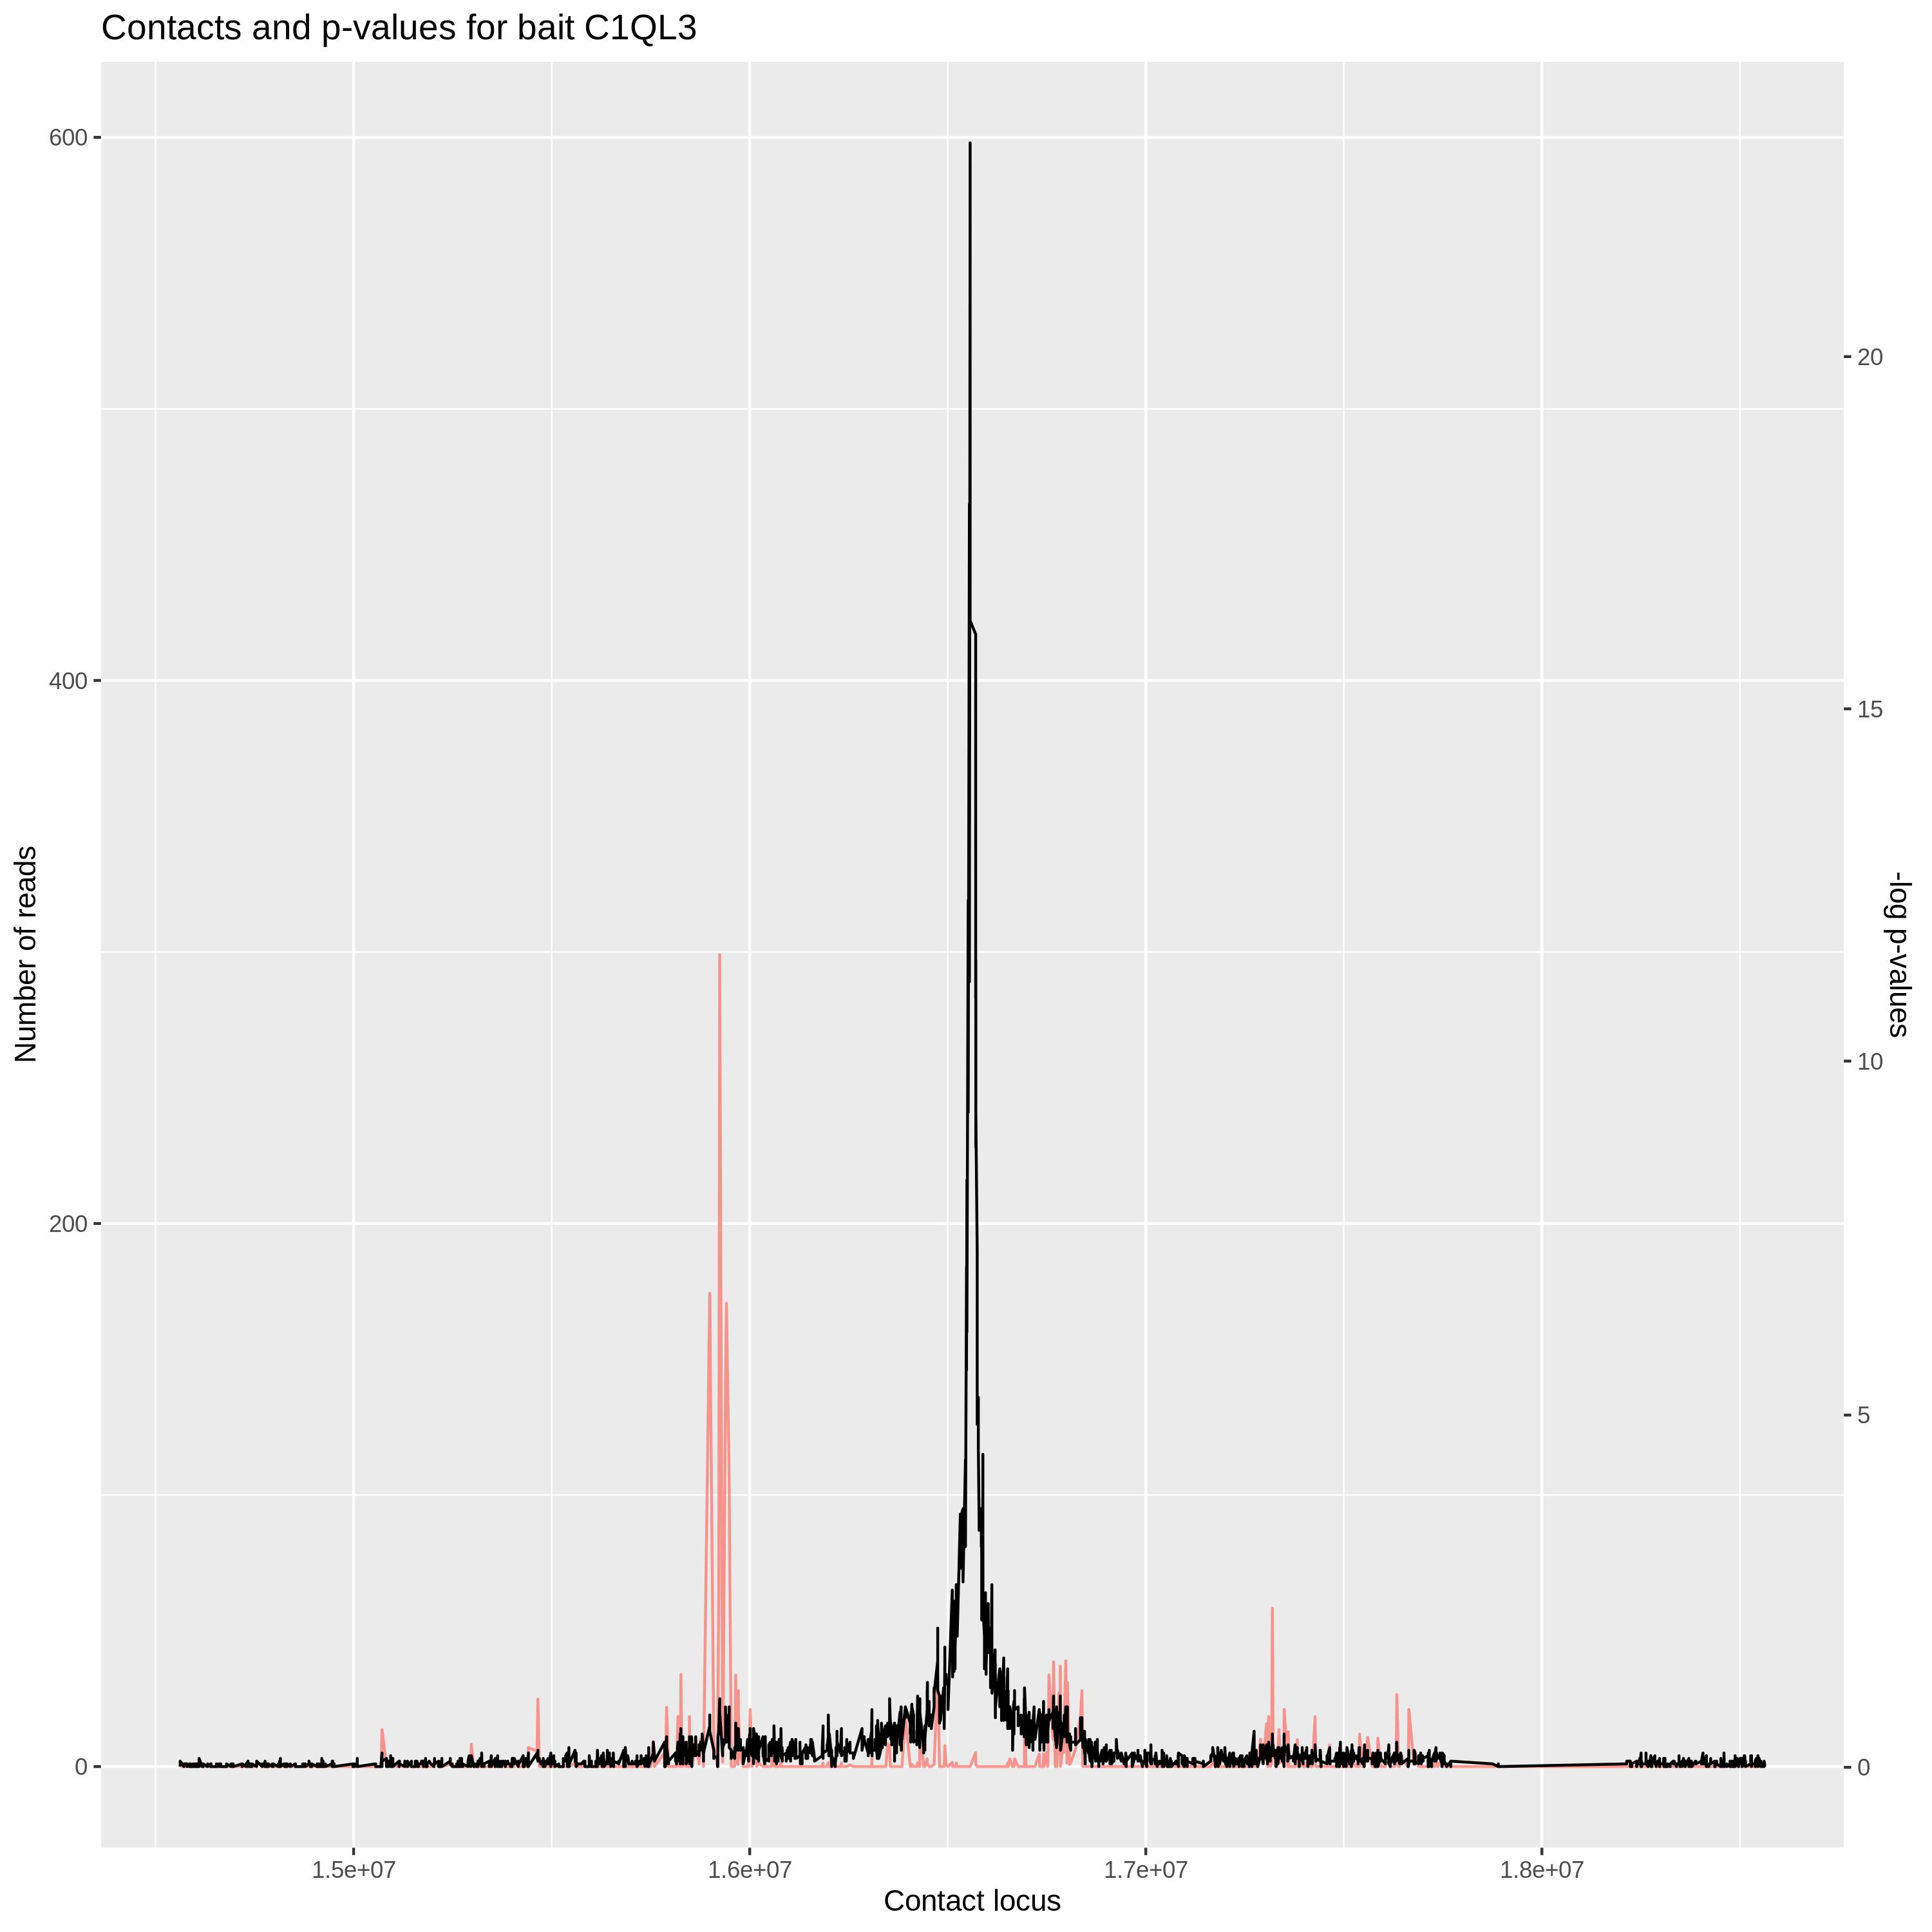 Contacts and p-values for bait C1QL3
600
400
200
0
Number of reads
20
15
10
5
0
-log p-values
1.5e+07
1.6e+07
1.7e+07
1.8e+07
Contact locus